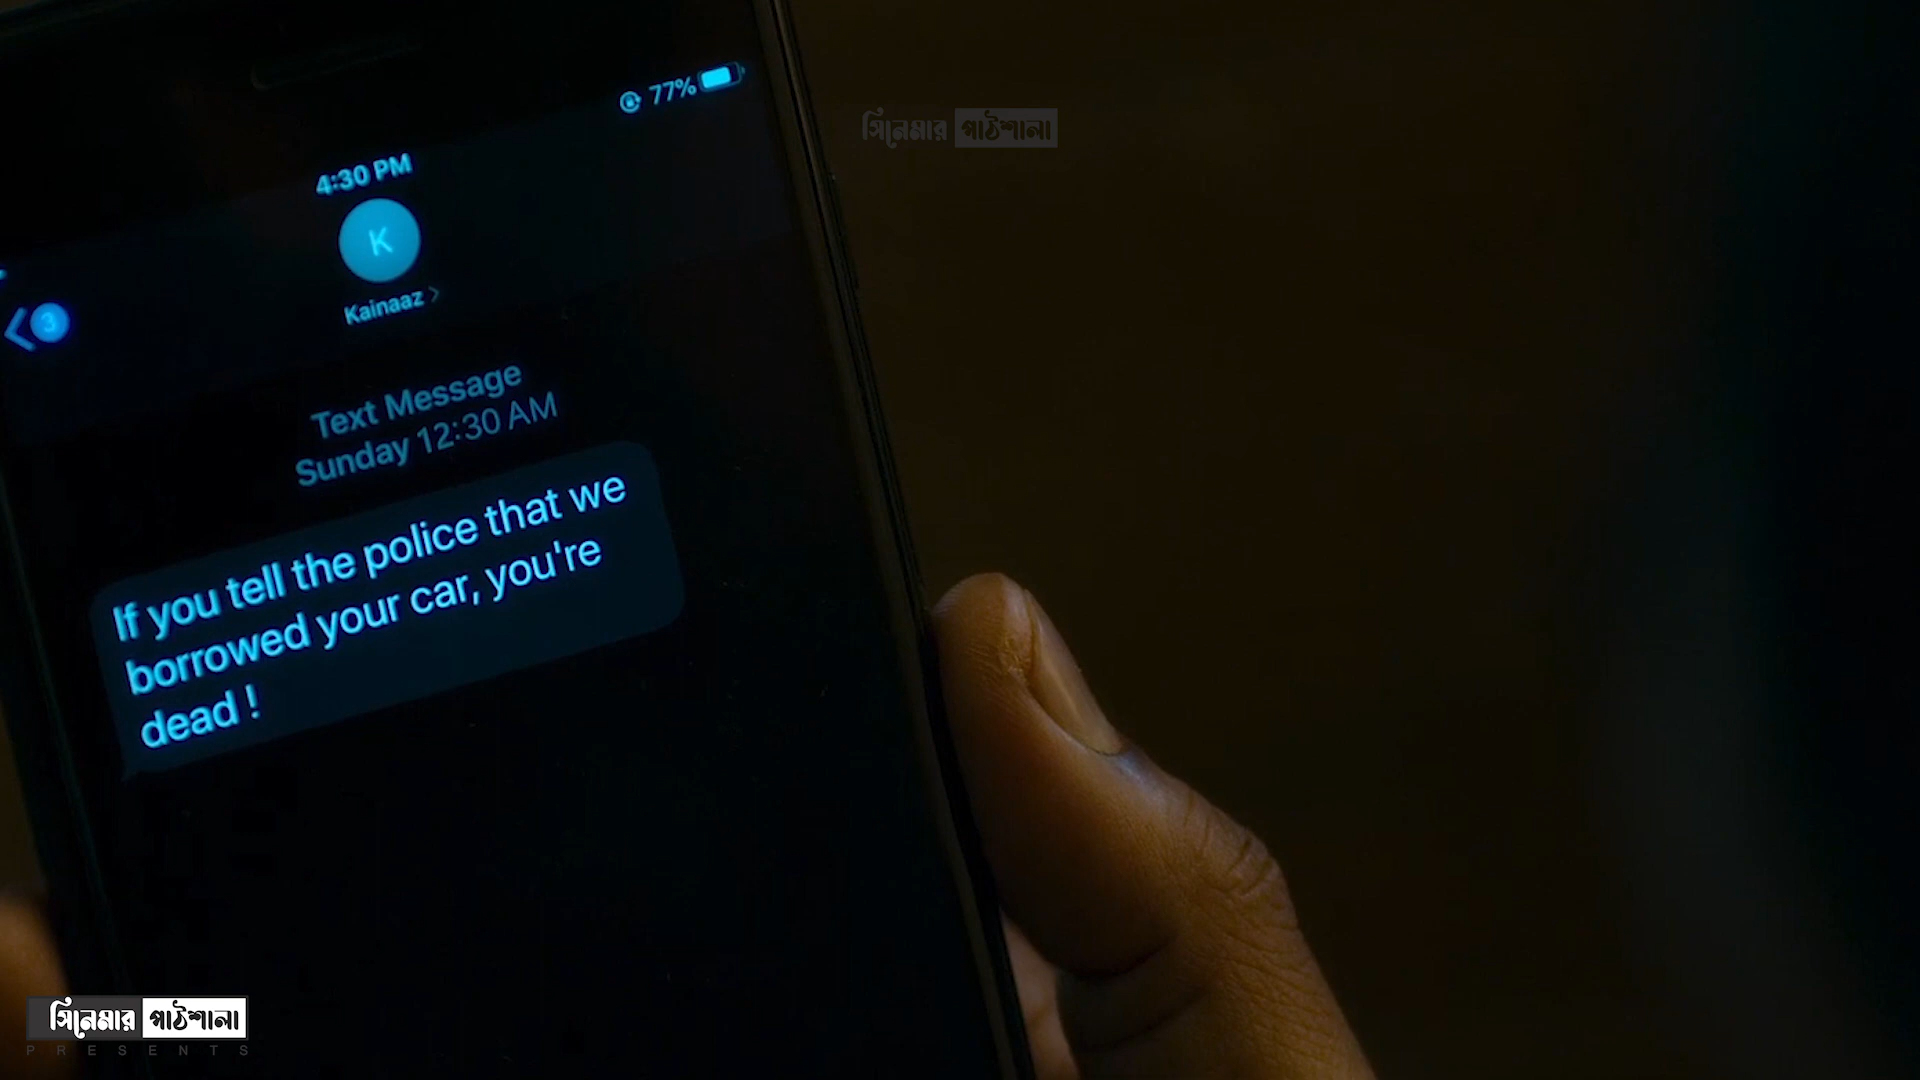 77%
সিনেমার পাঠশালা
4:30 PM
K
Kainaaz >
3
Text Message
Sunday 12:30 AM
If you tell the police that we
borrowed your car, you're
dead !
সিনেমার পাঠশালা
PRESENTS